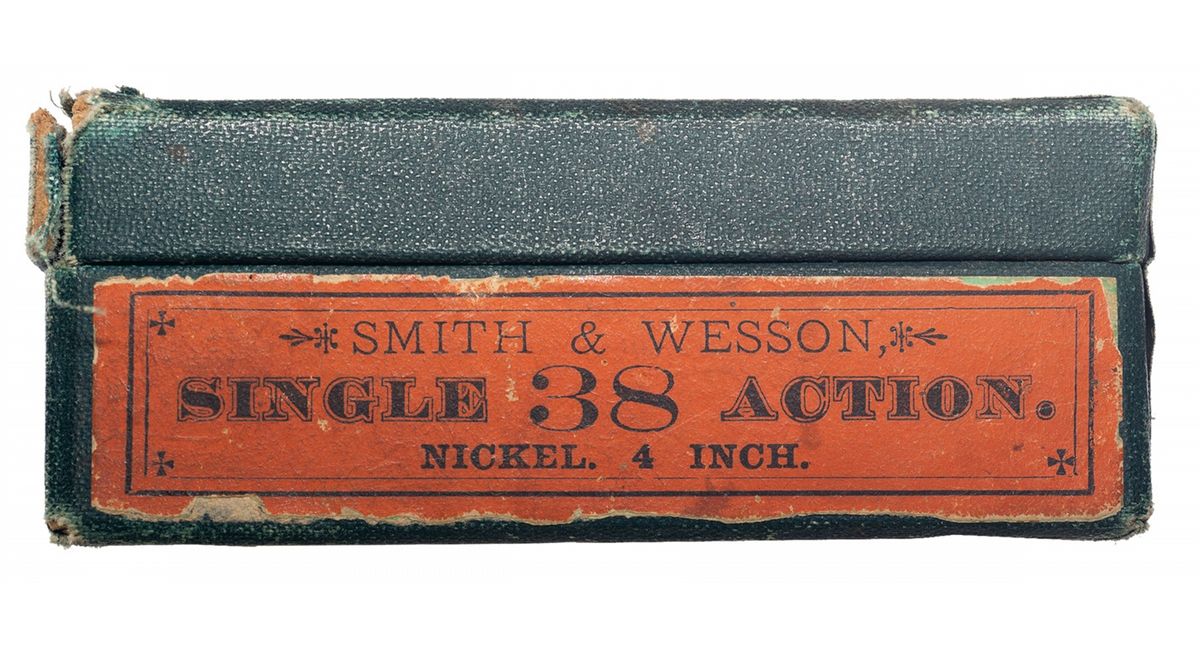 SMITH & WESSON,
SINGLE 38 ACTION.
NICKEL. 4 INCH.